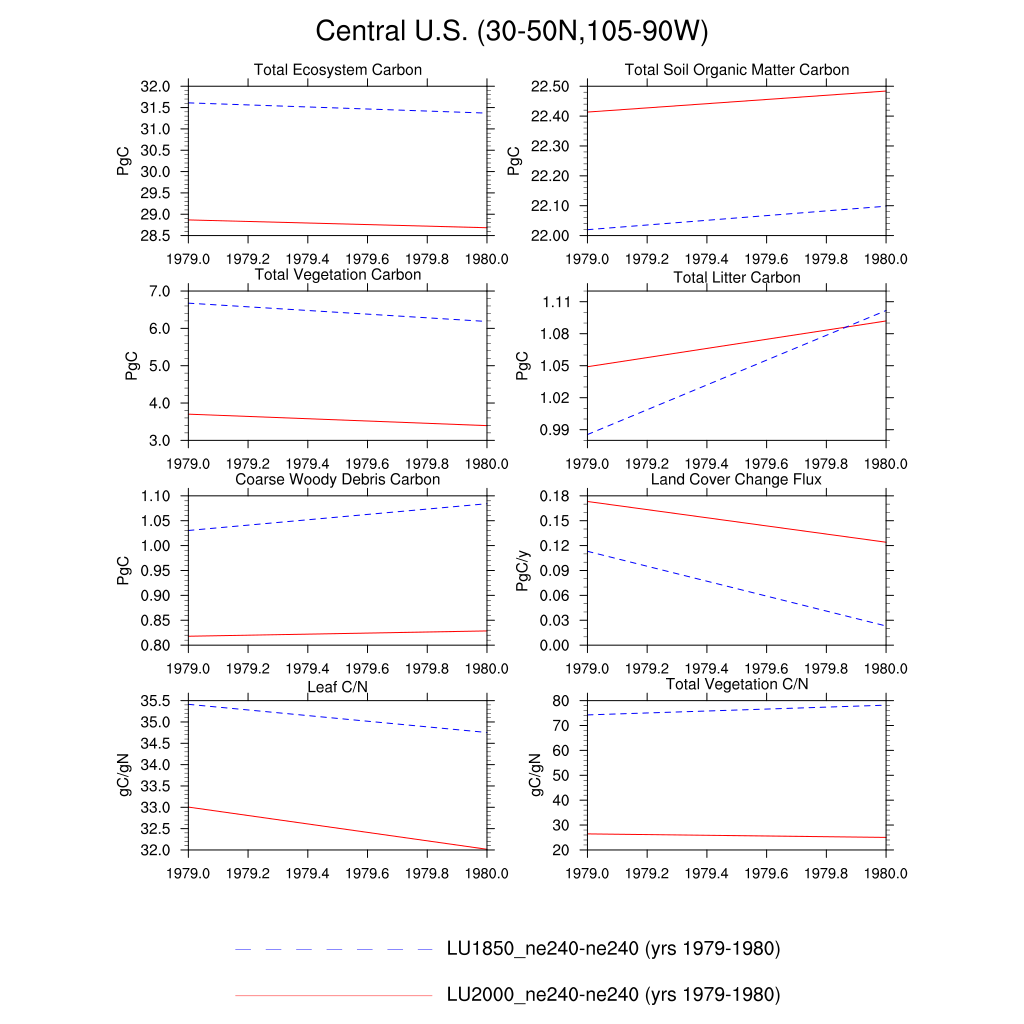 Central U.S. (30-50N,105-90W)
Total Ecosystem Carbon
PgC
32.0
31.5
31.0
30.5
30.0
29.5
29.0
28.5
1979.0 1979.2 1979.4 1979.6 1979.8 1980.0
Total Soil Organic Matter Carbon
PgC
22.50
22.40
22.30
22.20
22.10
22.00
1979.0 1979.2 1979.4 1979.6 1979.8 1980.0
Total Vegetation Carbon
PgC
7.0
6.0
5.0
4.0
3.0
1979.0 1979.2 1979.4 1979.6 1979.8 1980.0
Total Litter Carbon
PgC
1.11
1.08
1.05
1.02
0.99
1979.0 1979.2 1979.4 1979.6 1979.8 1980.0
Coarse Woody Debris Carbon
PgC
1.10
1.05
1.00
0.95
0.90
0.85
0.80
1979.0 1979.2 1979.4 1979.6 1979.8 1980.0
Land Cover Change Flux
PgC/y
0.18
0.15
0.12
0.09
0.06
0.03
0.00
1979.0 1979.2 1979.4 1979.6 1979.8 1980.0
Leaf C/N
gC/gN
35.5
35.0
34.5
34.0
33.5
33.0
32.5
32.0
1979.0 1979.2 1979.4 1979.6 1979.8 1980.0
Total Vegetation C/N
gC/gN
80
70
60
50
40
30
20
1979.0 1979.2 1979.4 1979.6 1979.8 1980.0
LU1850_ne240-ne240 (yrs 1979-1980)
LU2000_ne240-ne240 (yrs 1979-1980)